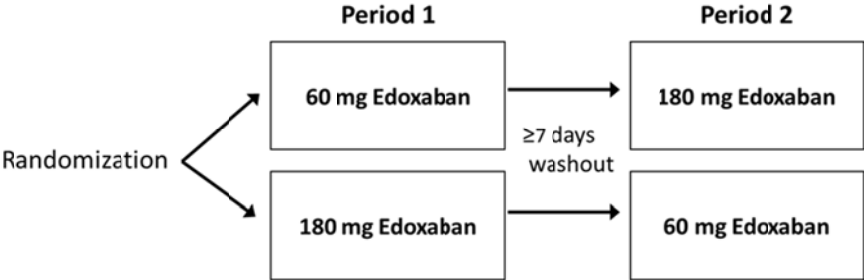 Period 1
Period 2
60 mg Edoxaban
180 mg Edoxaban
≥7 days
washout
Randomization
180 mg Edoxaban
60 mg Edoxaban